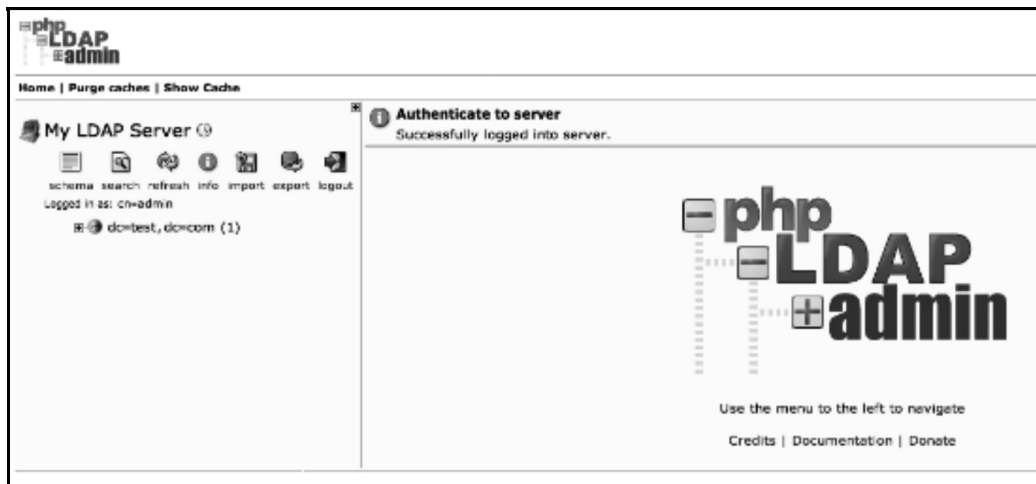 php
LDAP
admin
Home | Purge caches | Show Cache
My LDAP Server
schema search refresh info import export logout
Logged in as: cn=admin
dc=test, dc=com (1)
Authenticate to server
Successfully logged into server.
php
LDAP
admin
Use the menu to the left to navigate
Credits | Documentation | Donate